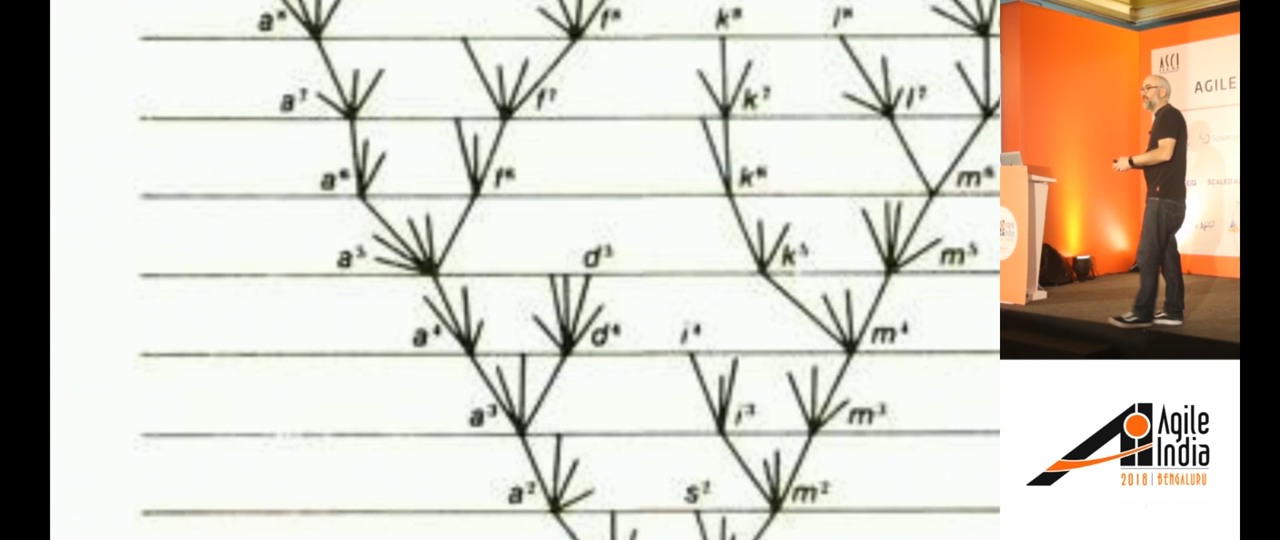 a⁸ f⁸ k⁸ l⁸
a⁷ f⁷ k⁷ l⁷
a⁶ f⁶ k⁶ m⁶
a⁵ d⁵ k⁵ m⁵
a⁴ d⁴ i⁴ m⁴
a³ i³ m³
a² s² m²
ASCI
AGILE
SCALED A
Agile
India
2018 | BENGALURU